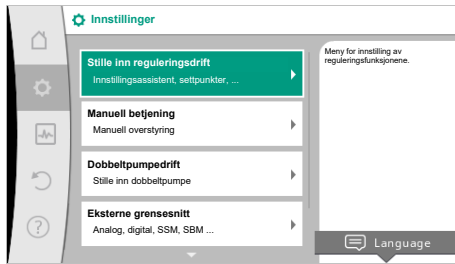 Innstillinger
Stille inn reguleringsdrift
Innstillingsassistent, settpunkter, ...
Manuell betjening
Manuell overstyring
Dobbeltpumpedrift
Stille inn dobbeltpumpe
Eksterne grensesnitt
Analog, digital, SSM, SBM ...
Meny for innstilling av
reguleringsfunksjonene.
Language